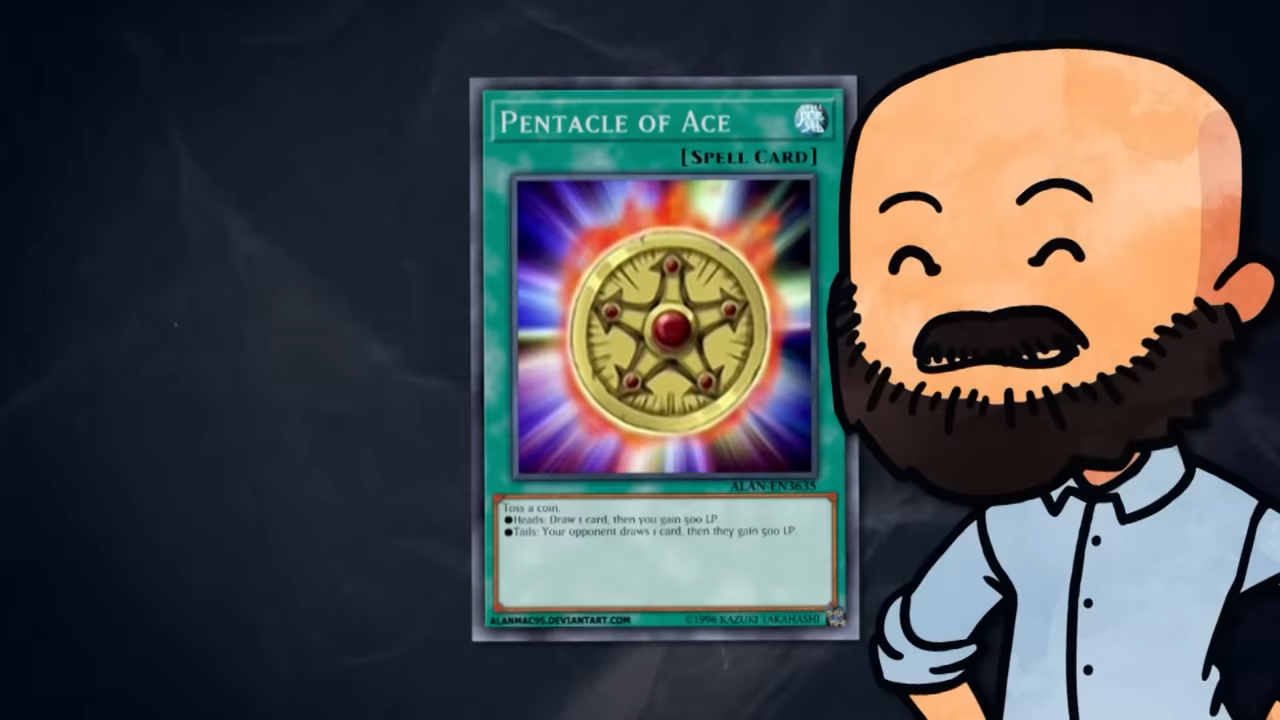 PENTACLE OF ACE
[SPELL CARD]
ALAN-EN3635
Toss a coin.
●Heads: Draw 1 card, then you gain 500 LP.
●Tails: Your opponent draws 1 card, then they gain 500 LP.
ALANMAC95.DEVIANTART.COM
©1996 KAZUKI TAKAHASHI